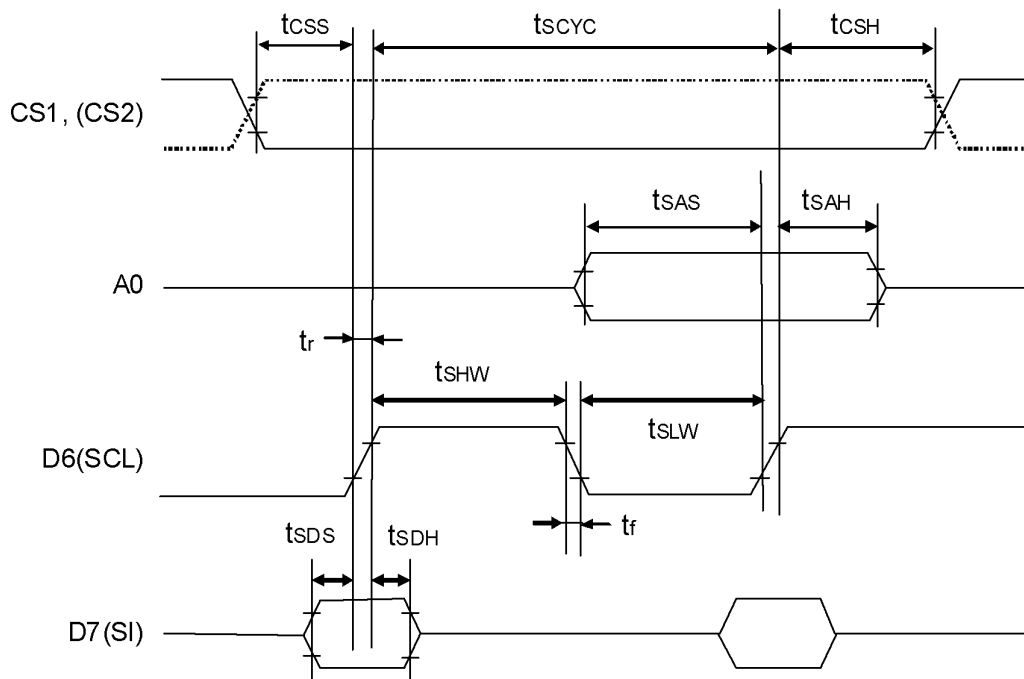 tCSS
tSCYC
tCSH
CS1, (CS2)
tSAS
tSAH
A0
tr
tSHW
tSLW
D6(SCL)
tSDS
tSDH
tf
D7(SI)